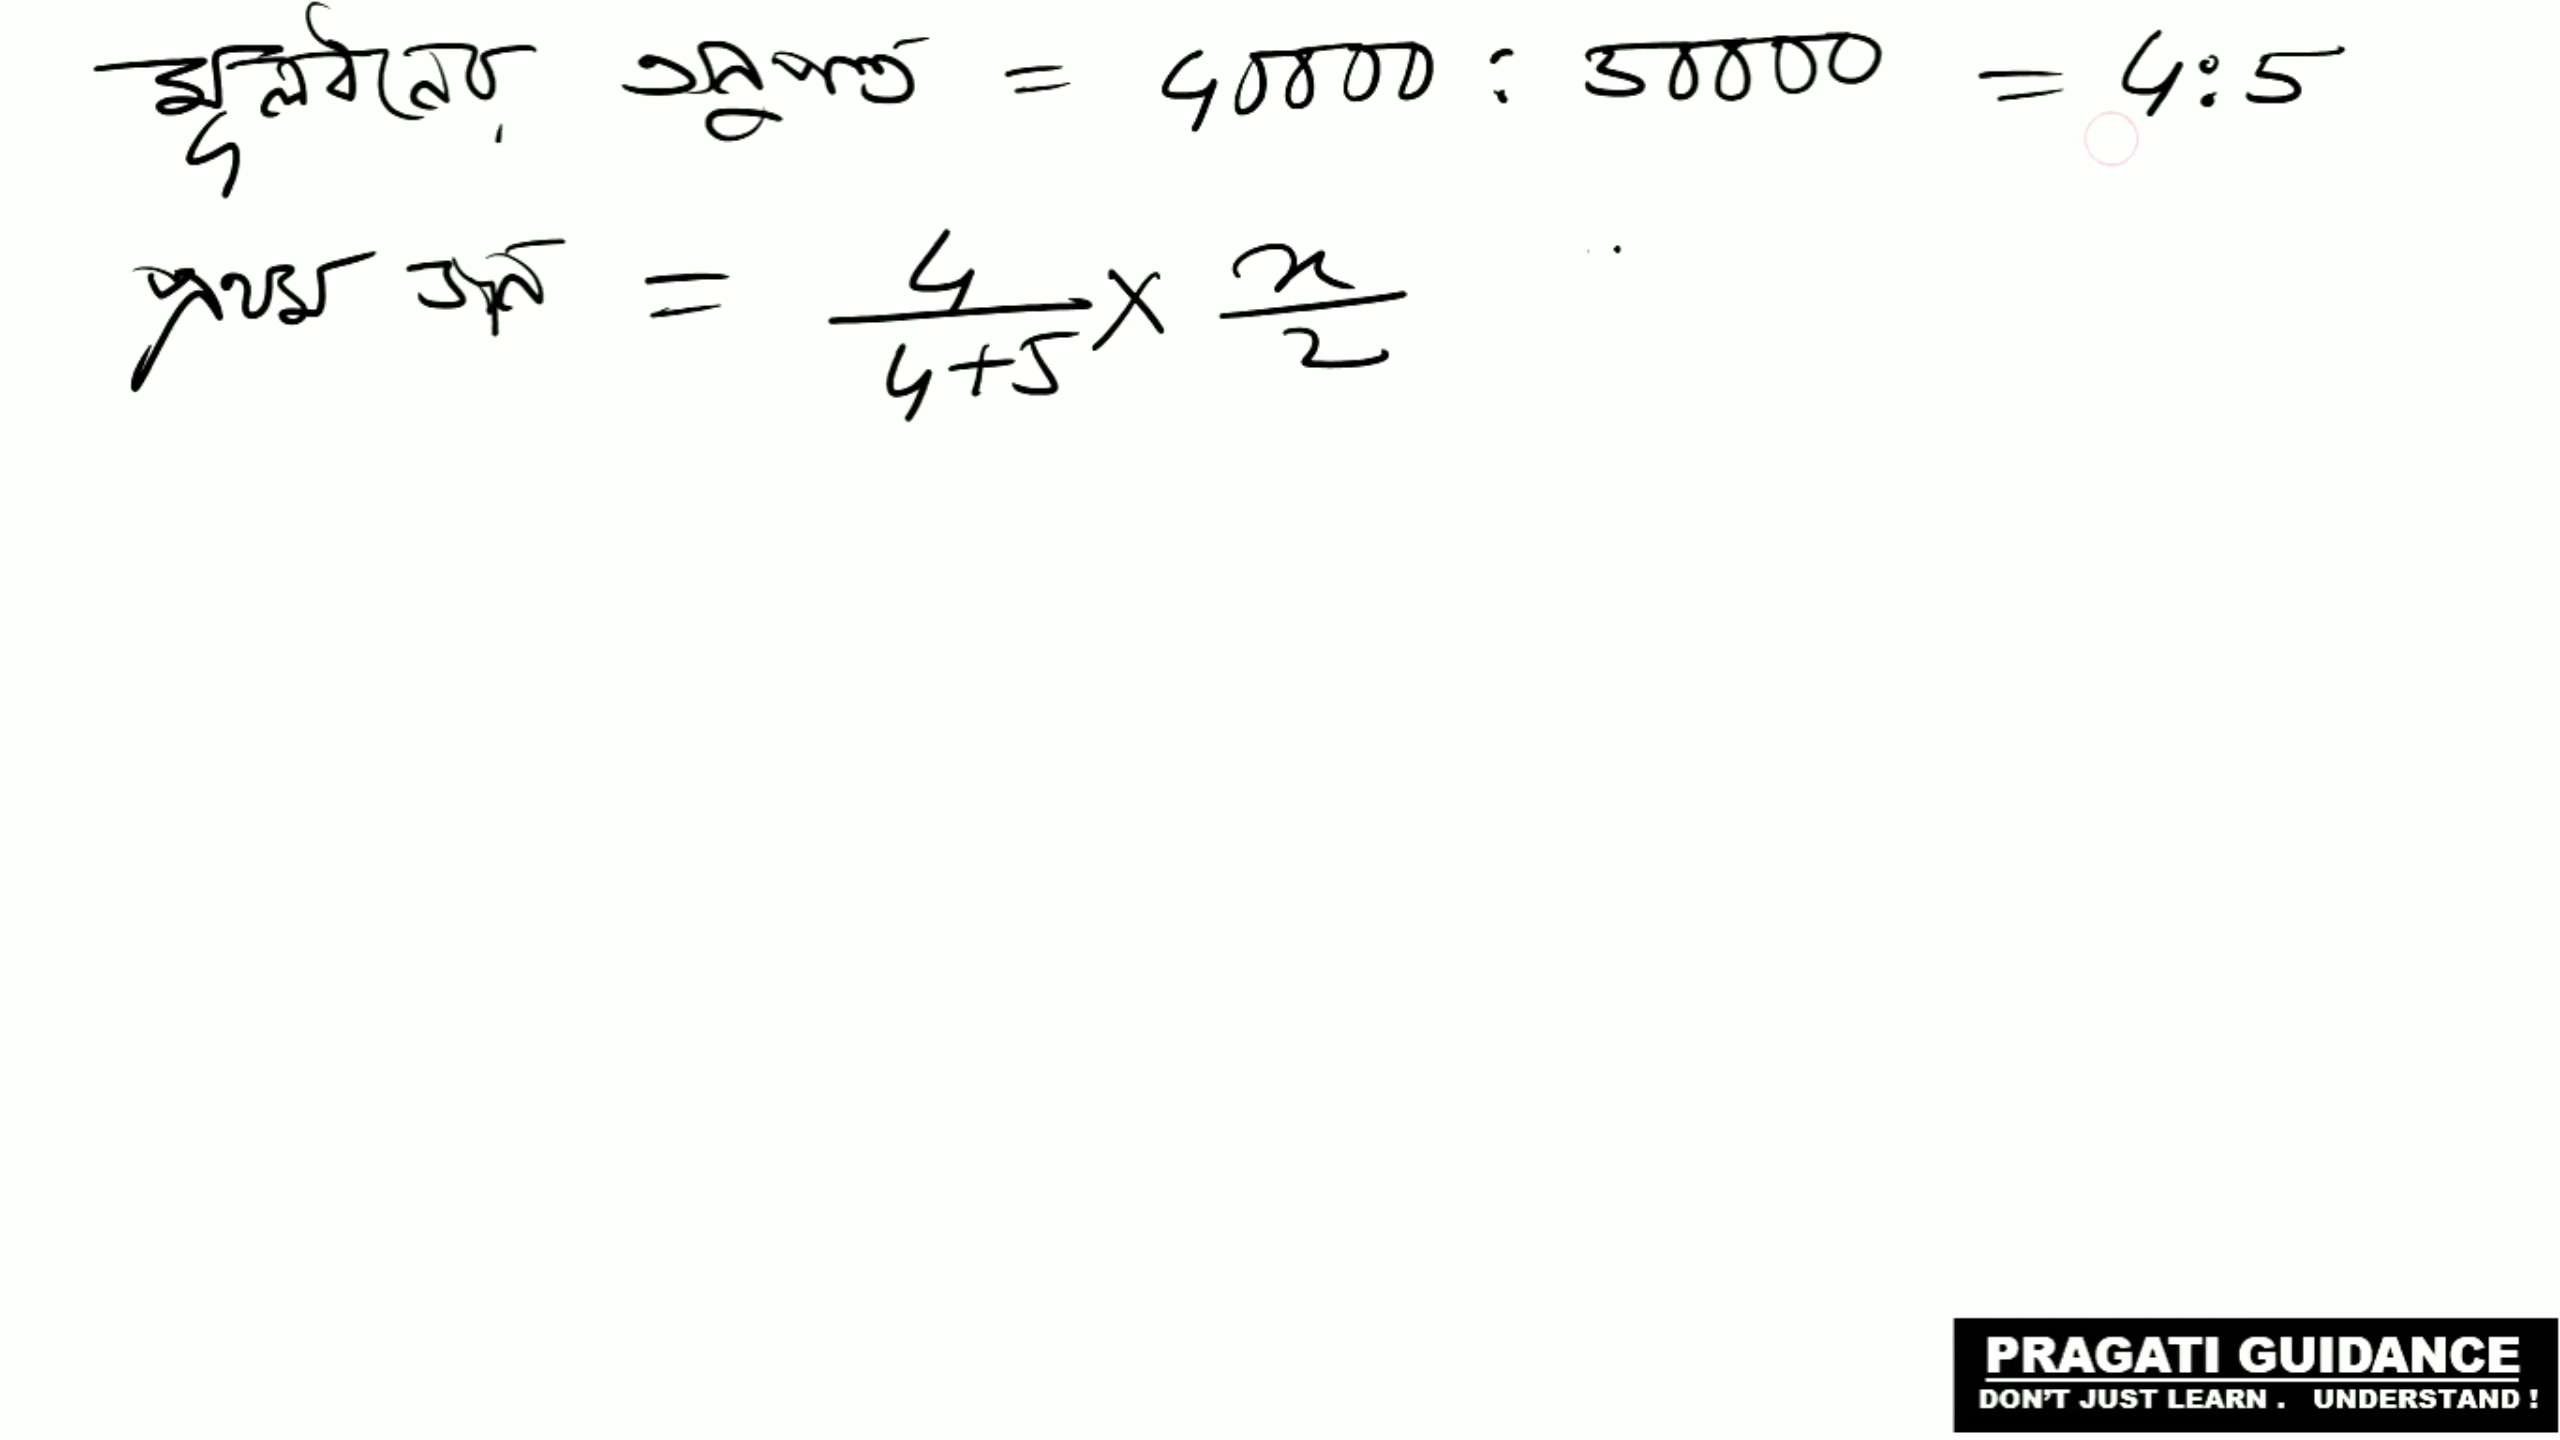 মূলধনের অনুপাত = 40000 : 50000 = 4:5
প্রথম জন = 4/(4+5) × x/2
PRAGATI GUIDANCE
DON'T JUST LEARN . UNDERSTAND !